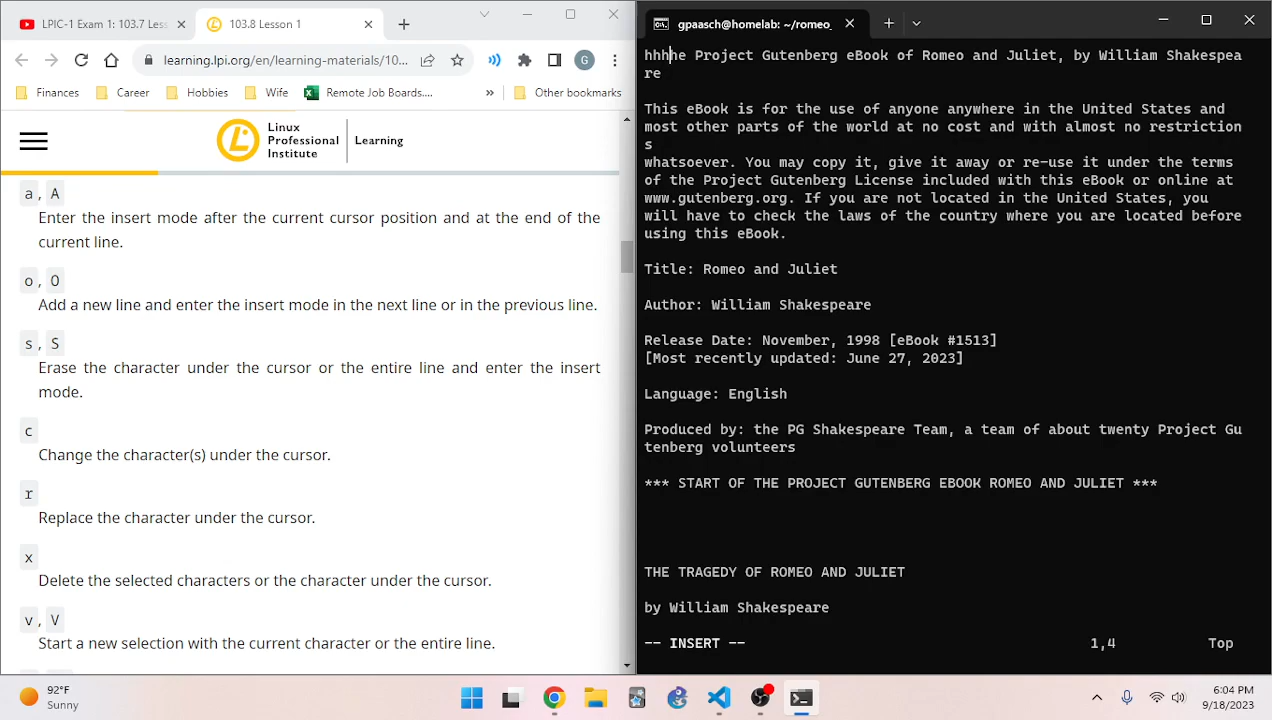 LPIC-1 Exam 1: 103.7 Less
103.8 Lesson 1
learning.lpi.org/en/learning-materials/10...
G
Finances
Career
Hobbies
Wife
Remote Job Boards....
»
Other bookmarks
Linux
Professional
Institute
Learning
a, A
Enter the insert mode after the current cursor position and at the end of the
current line.
o, O
Add a new line and enter the insert mode in the next line or in the previous line.
s, S
Erase the character under the cursor or the entire line and enter the insert
mode.
c
Change the character(s) under the cursor.
r
Replace the character under the cursor.
x
Delete the selected characters or the character under the cursor.
v, V
Start a new selection with the current character or the entire line.
gpaasch@homelab: ~/romeo_
hhhhe Project Gutenberg eBook of Romeo and Juliet, by William Shakespea
re
This eBook is for the use of anyone anywhere in the United States and
most other parts of the world at no cost and with almost no restriction
s
whatsoever. You may copy it, give it away or re-use it under the terms
of the Project Gutenberg License included with this eBook or online at
www.gutenberg.org. If you are not located in the United States, you
will have to check the laws of the country where you are located before
using this eBook.
Title: Romeo and Juliet
Author: William Shakespeare
Release Date: November, 1998 [eBook #1513]
[Most recently updated: June 27, 2023]
Language: English
Produced by: the PG Shakespeare Team, a team of about twenty Project Gu
tenberg volunteers
*** START OF THE PROJECT GUTENBERG EBOOK ROMEO AND JULIET ***
THE TRAGEDY OF ROMEO AND JULIET
by William Shakespeare
-- INSERT -- 1,4 Top
92°F
Sunny
6:04 PM
9/18/2023